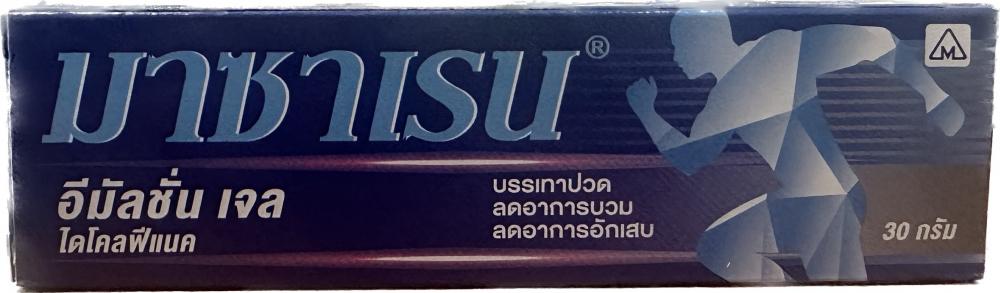 มาซาเรน®
อีมัลชั่น เจล
ไดโคลฟีแนค
บรรเทาปวด
ลดอาการบวม
ลดอาการอักเสบ
30 กรัม
M